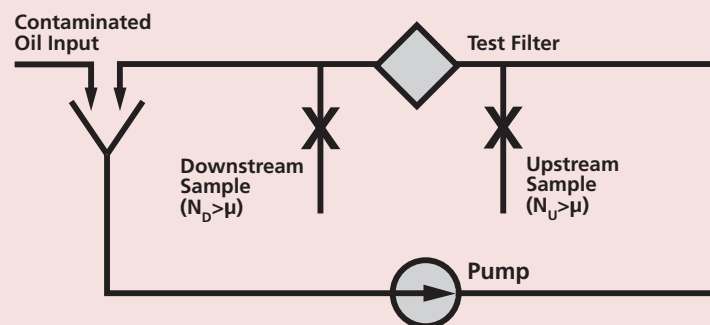 Contaminated
Oil Input
Test Filter
Downstream
Sample
(N_D>μ)
Upstream
Sample
(N_U>μ)
Pump